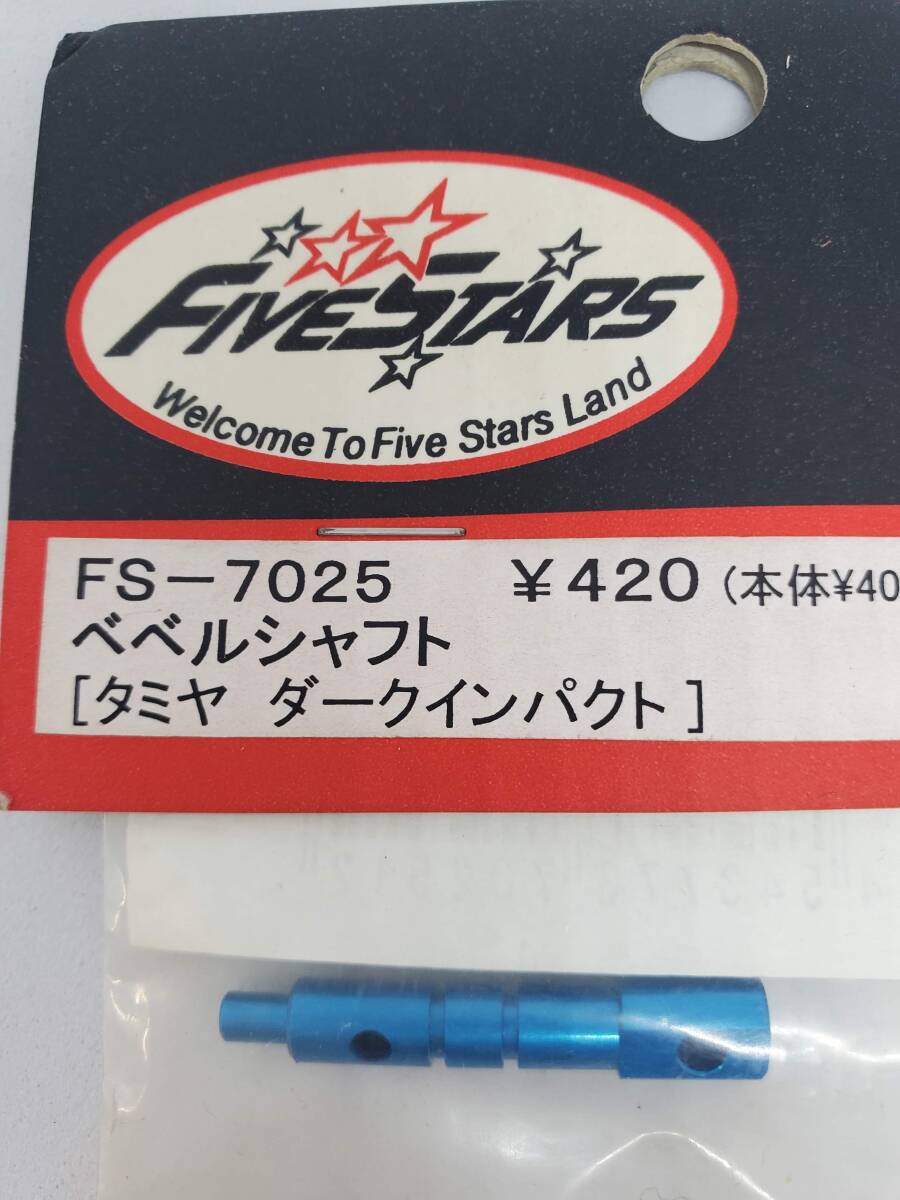 FIVESTARS
Welcome To Five Stars Land
FS-7025 ¥420 (本体¥40
ベベルシャフト
[タミヤ ダークインパクト]